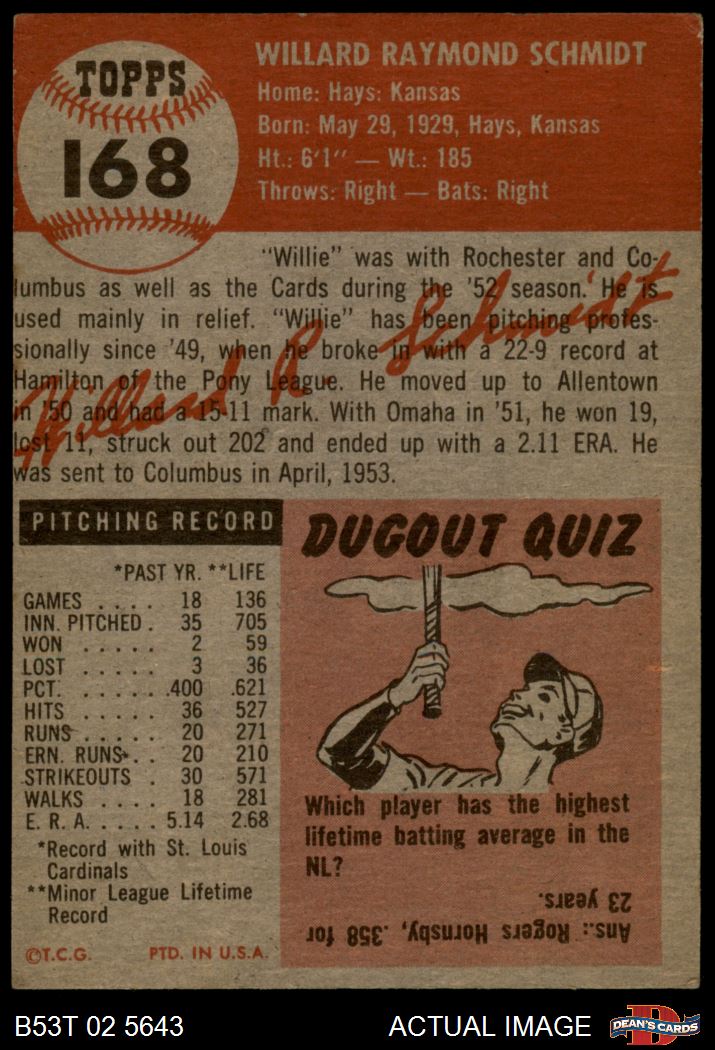 TOPPS
168
WILLARD RAYMOND SCHMIDT
Home: Hays: Kansas
Born: May 29, 1929, Hays, Kansas
Ht.: 6'1" — Wt.: 185
Throws: Right — Bats: Right
"Willie" was with Rochester and Co-
lumbus as well as the Cards during the '52 season. He is
used mainly in relief. "Willie" has been pitching profes-
sionally since '49, when he broke in with a 22-9 record at
Hamilton of the Pony League. He moved up to Allentown
in '50 and had a 15-11 mark. With Omaha in '51, he won 19,
lost 11, struck out 202 and ended up with a 2.11 ERA. He
was sent to Columbus in April, 1953.
Willard R. Schmidt
PITCHING RECORD
*PAST YR. **LIFE
GAMES . . . . 18 136
INN. PITCHED . 35 705
WON . . . . . 2 59
LOST . . . . . 3 36
PCT. . . . . . .400 .621
HITS . . . . . 36 527
RUNS . . . . . 20 271
ERN. RUNS . . 20 210
STRIKEOUTS . 30 571
WALKS . . . . 18 281
E. R. A. . . . . 5.14 2.68
*Record with St. Louis
Cardinals
**Minor League Lifetime
Record
©T.C.G. PTD. IN U.S.A.
DUGOUT QUIZ
Which player has the highest
lifetime batting average in the
NL?
Ans.: Rogers Hornsby, .358 for
23 years.
B53T 02 5643 ACTUAL IMAGE
D
DEAN'S CARDS